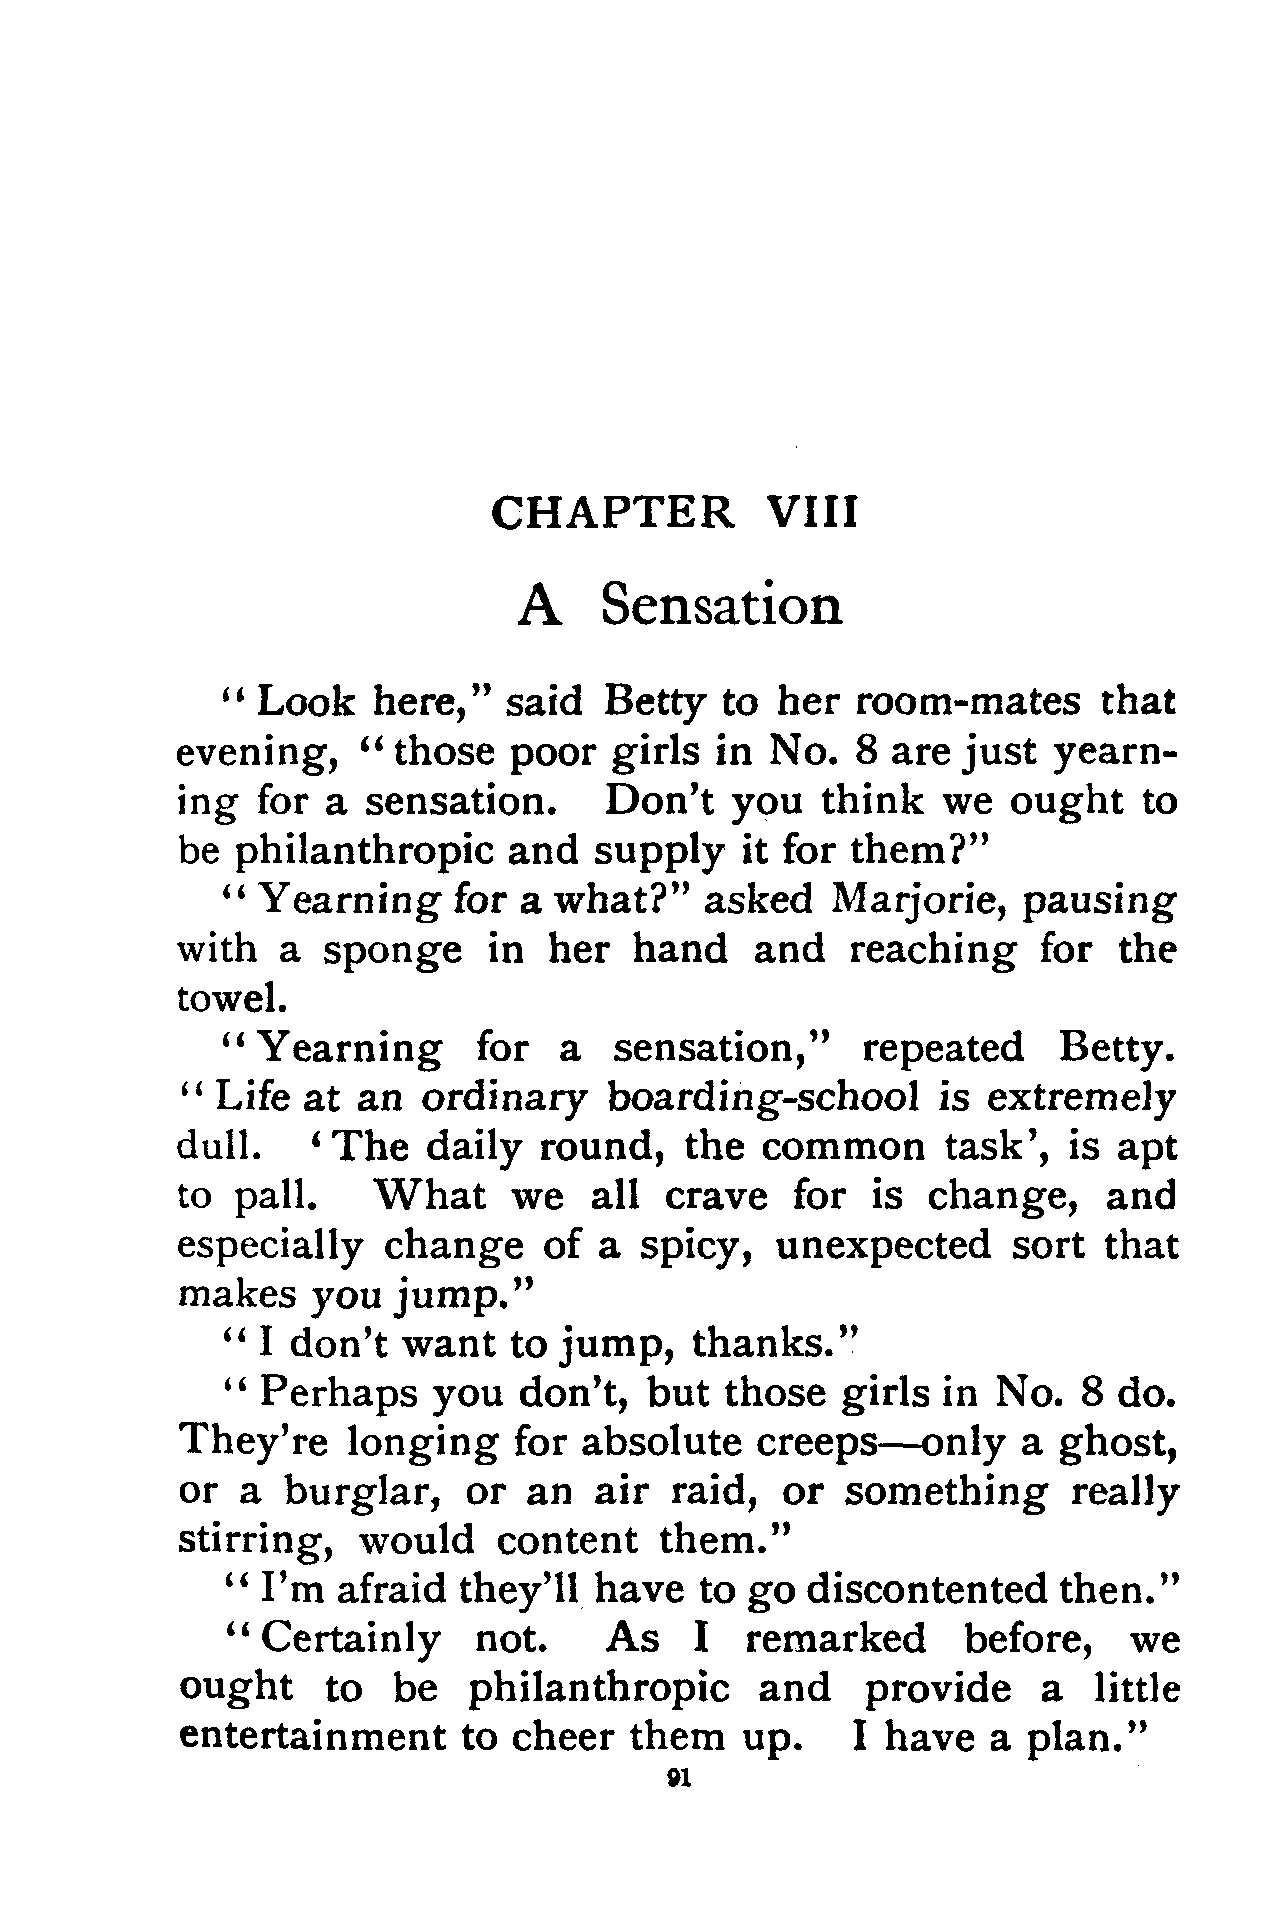 CHAPTER VIII
A Sensation
“Look here,” said Betty to her room-mates that
evening, “those poor girls in No. 8 are just yearn-
ing for a sensation. Don’t you think we ought to
be philanthropic and supply it for them?”
“Yearning for a what?” asked Marjorie, pausing
with a sponge in her hand and reaching for the
towel.
“Yearning for a sensation,” repeated Betty.
“Life at an ordinary boarding-school is extremely
dull. ‘The daily round, the common task’, is apt
to pall. What we all crave for is change, and
especially change of a spicy, unexpected sort that
makes you jump.”
“I don’t want to jump, thanks.”
“Perhaps you don’t, but those girls in No. 8 do.
They’re longing for absolute creeps—only a ghost,
or a burglar, or an air raid, or something really
stirring, would content them.”
“I’m afraid they’ll have to go discontented then.”
“Certainly not. As I remarked before, we
ought to be philanthropic and provide a little
entertainment to cheer them up. I have a plan.”
91